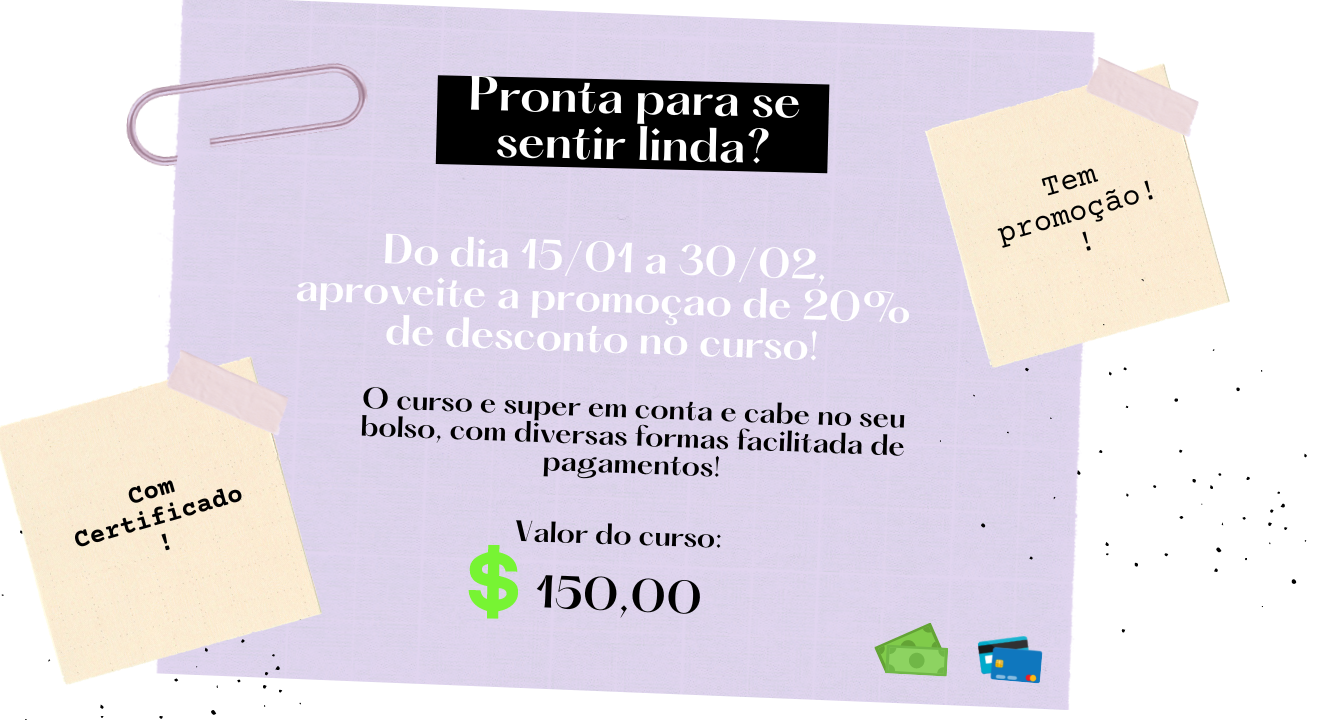 Pronta para se
sentir linda?
Tem
promoção!
!
Do dia 15/01 a 30/02,
aproveite a promoçao de 20%
de desconto no curso!
O curso e super em conta e cabe no seu
bolso, com diversas formas facilitada de
pagamentos!
Com
Certificado
!
Valor do curso:
$ 150,00